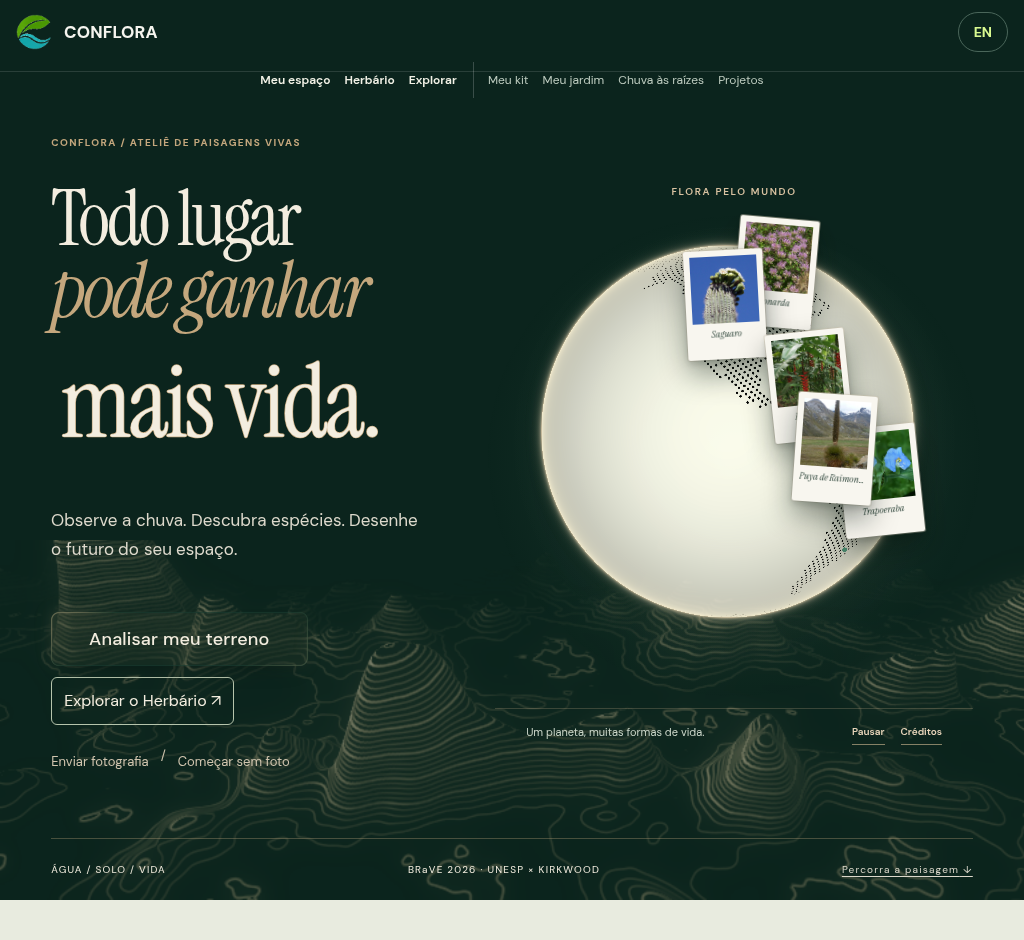 CONFLORA
EN
Meu espaço Herbário Explorar Meu kit Meu jardim Chuva às raízes Projetos
CONFLORA / ATELIÊ DE PAISAGENS VIVAS
Todo lugar
pode ganhar
mais vida.
Observe a chuva. Descubra espécies. Desenhe
o futuro do seu espaço.
Analisar meu terreno
Explorar o Herbário ↗
Enviar fotografia / Começar sem foto
FLORA PELO MUNDO
Saguaro
Puya de Raimon...
Trapoeraba
Um planeta, muitas formas de vida.
Pausar Créditos
ÁGUA / SOLO / VIDA
BRaVE 2026 · UNESP × KIRKWOOD
Percorra a paisagem ↓